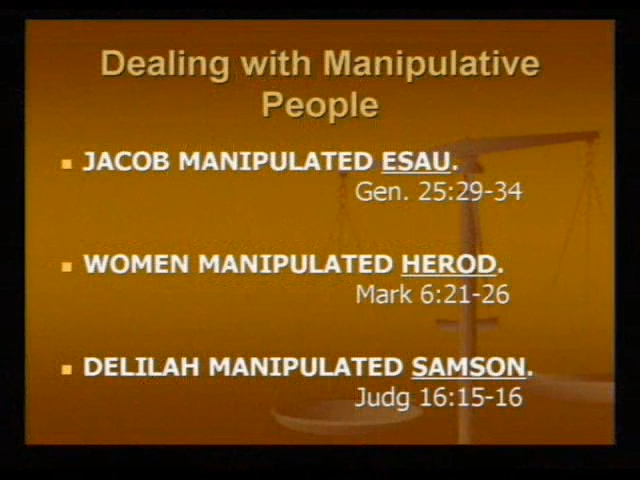 Dealing with Manipulative
People
JACOB MANIPULATED ESAU.
Gen. 25:29-34
WOMEN MANIPULATED HEROD.
Mark 6:21-26
DELILAH MANIPULATED SAMSON.
Judg 16:15-16